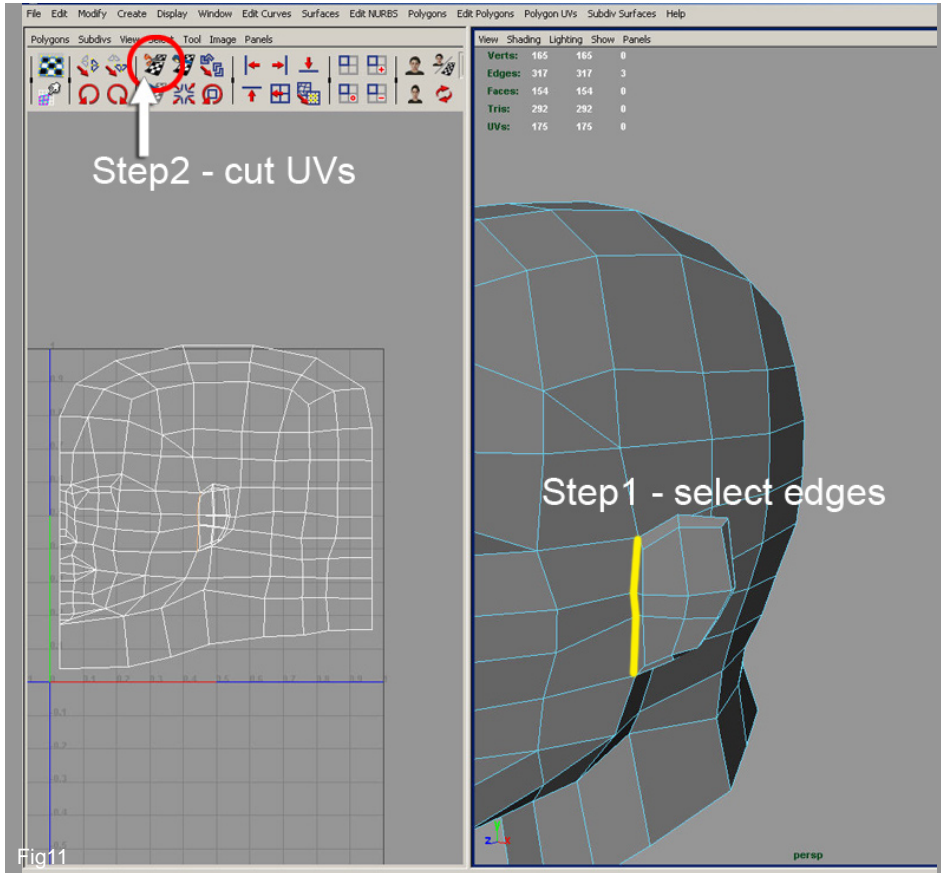 File Edit Modify Create Display Window Edit Curves Surfaces Edit NURBS Polygons Edit Polygons Polygon UVs Subdiv Surfaces Help
Polygons Subdivs View Select Tool Image Panels
View Shading Lighting Show Panels
Verts: 165 165 0
Edges: 317 317 3
Faces: 154 154 0
Tris: 292 292 0
UVs: 175 175 0
Step2 - cut UVs
Step1 - select edges
z x
persp
Fig11